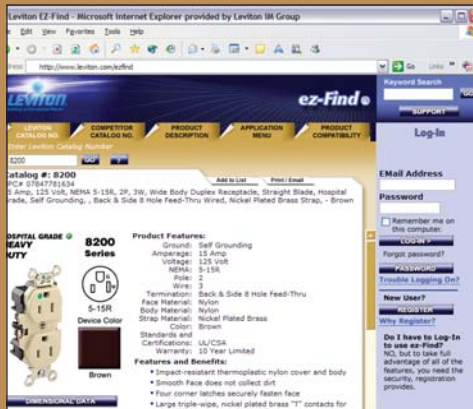 Leviton EZ-Find - Microsoft Internet Explorer provided by Leviton IM Group
Edit View Favorites Tools Help
http://www.leviton.com/ezfind
Go
Links
LEVITON
ez-Find
Keyword Search
GO
SUPPORT
LEVITON CATALOG NO.
COMPETITOR CATALOG NO.
PRODUCT DESCRIPTION
APPLICATION MENU
PRODUCT COMPATIBILITY
Enter Leviton Catalog Number
8200
GO
?
Catalog #: 8200
Add to List
Print / Email
UPC# 07847781634
15 Amp, 125 Volt, NEMA 5-15R, 2P, 3W, Wide Body Duplex Receptacle, Straight Blade, Hospital
Grade, Self Grounding, , Back & Side 8 Hole Feed-Thru Wired, Nickel Plated Brass Strap, - Brown
HOSPITAL GRADE
HEAVY
DUTY
8200
Series
5-15R
Device Color
Brown
DIMENSIONAL DATA
Product Features:
Ground: Self Grounding
Amperage: 15 Amp
Voltage: 125 Volt
NEMA: 5-15R
Pole: 2
Wire: 3
Termination: Back & Side 8 Hole Feed-Thru
Face Material: Nylon
Body Material: Nylon
Strap Material: Nickel Plated Brass
Color: Brown
Standards and
Certifications: UL/CSA
Warranty: 10 Year Limited
Features and Benefits:
Impact-resistant thermoplastic nylon cover and body
Smooth Face does not collect dirt
Four corner latches securely fasten face
Large triple-wipe, nickel plated brass "T" contacts for
Log-In
EMail Address
Password
Remember me on
this computer.
LOG-IN >
Forgot password?
PASSWORD
Trouble Logging On?
New User?
REGISTER
Why Register?
Do I have to Log-In
to use ez-Find?
NO, but to take full
advantage of all of the
features, you need the
security, registration
provides.